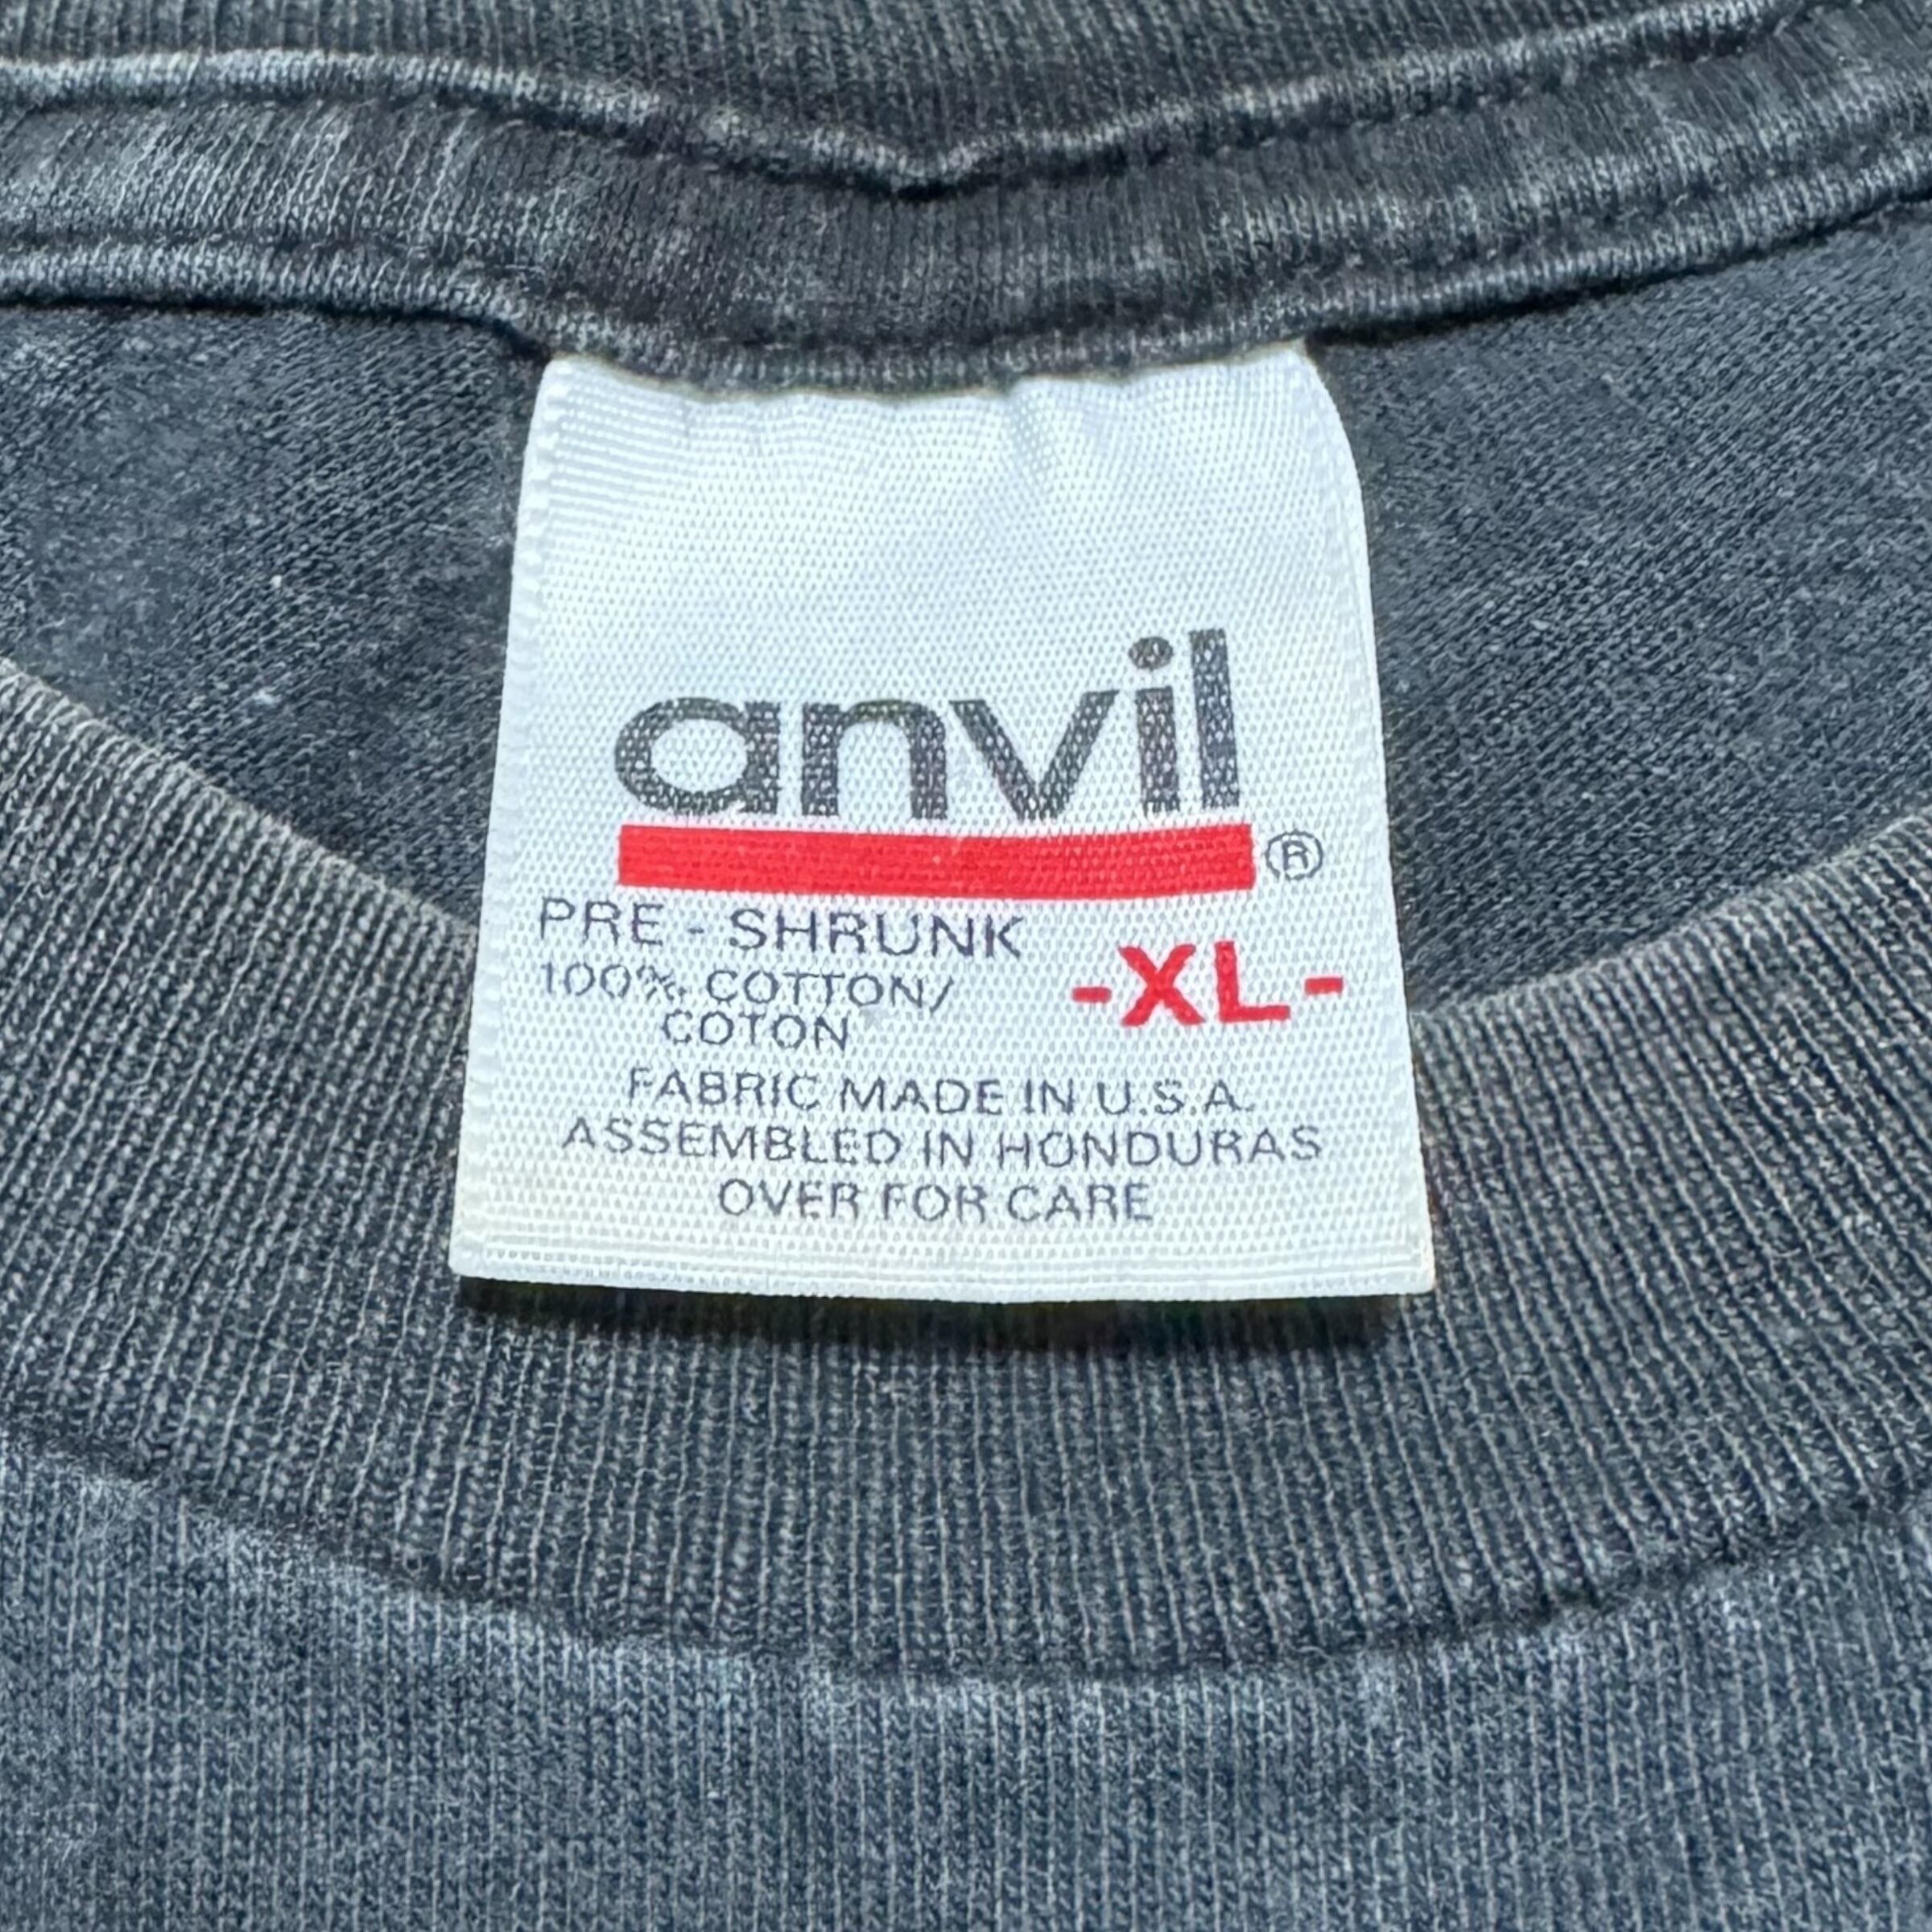 anvil
®
PRE - SHRUNK
100% COTTON/
COTON
-XL-
FABRIC MADE IN U.S.A.
ASSEMBLED IN HONDURAS
OVER FOR CARE